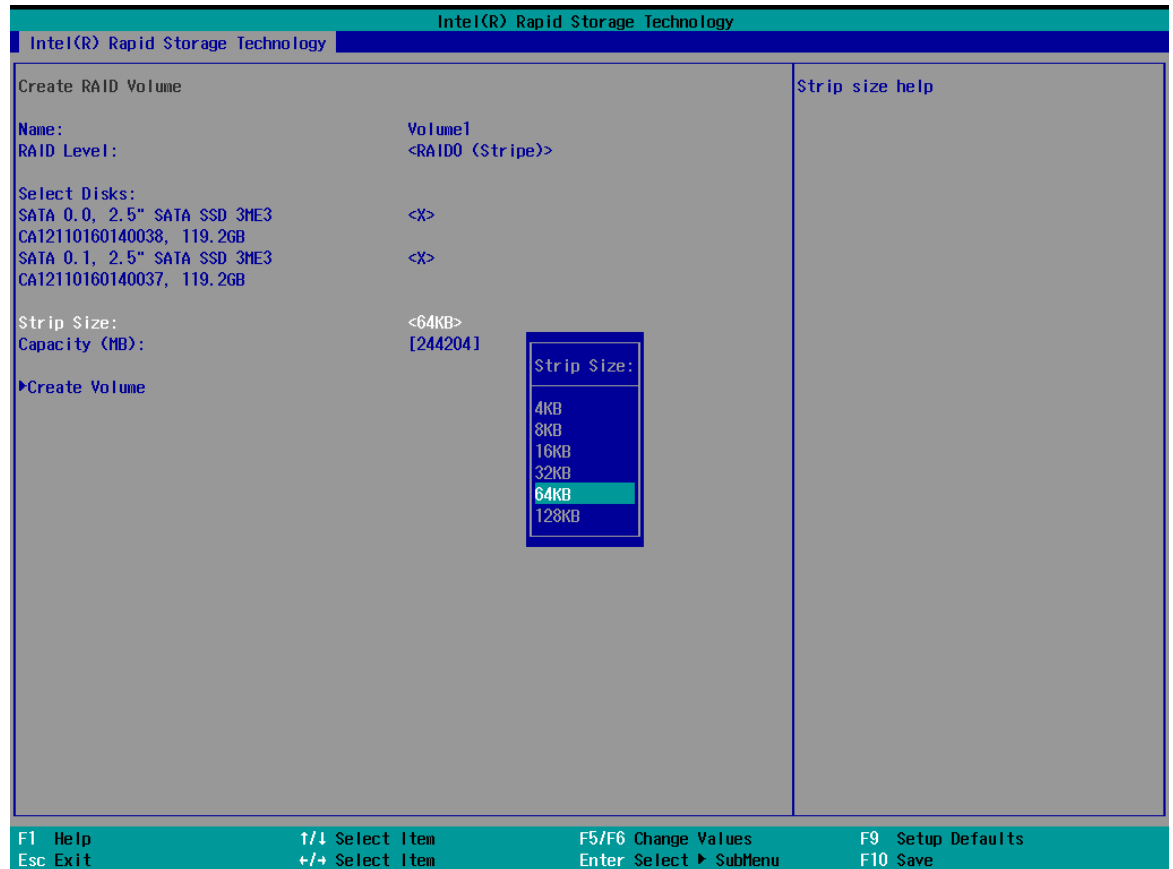 Intel(R) Rapid Storage Technology
Intel(R) Rapid Storage Technology
Create RAID Volume
Strip size help
Name: Volume1
RAID Level: <RAID0 (Stripe)>
Select Disks:
SATA 0.0, 2.5" SATA SSD 3ME3 <X>
CA12110160140038, 119.2GB
SATA 0.1, 2.5" SATA SSD 3ME3 <X>
CA12110160140037, 119.2GB
Strip Size: <64KB>
Capacity (MB): [244204]
▶Create Volume
Strip Size:
4KB
8KB
16KB
32KB
64KB
128KB
F1 Help ↑/↓ Select Item F5/F6 Change Values F9 Setup Defaults
Esc Exit ←/→ Select Item Enter Select ▶ SubMenu F10 Save